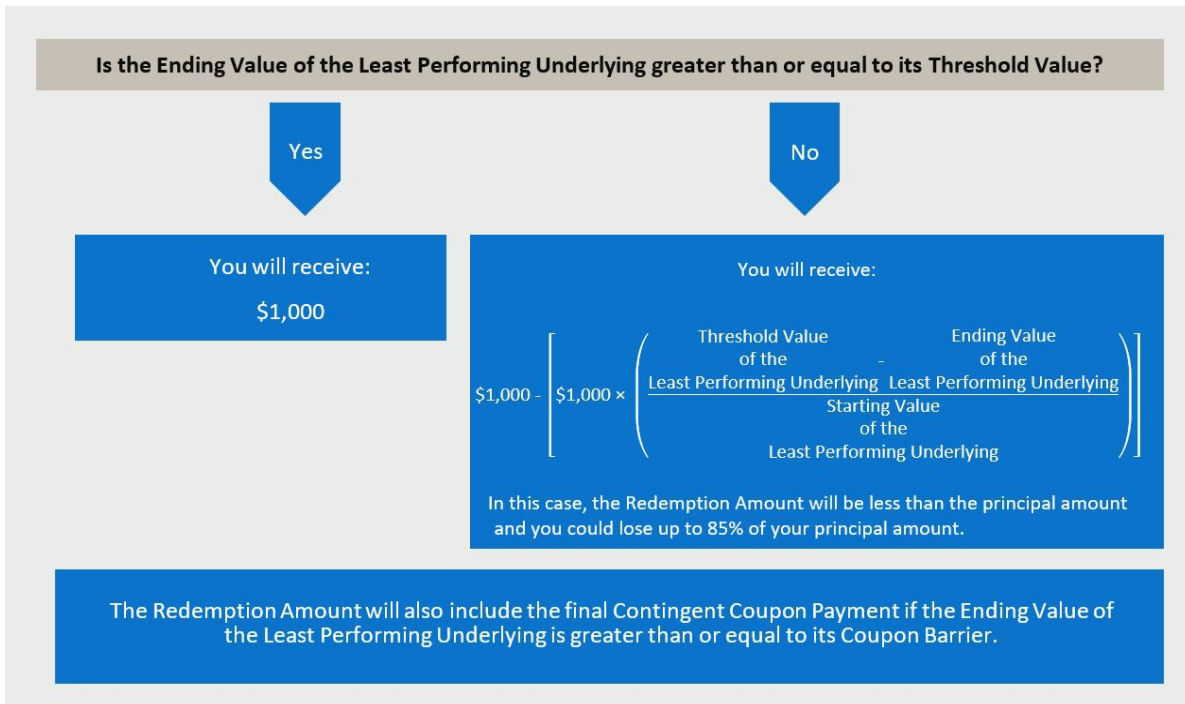 Is the Ending Value of the Least Performing Underlying greater than or equal to its Threshold Value?
Yes
No
You will receive:
$1,000
You will receive:
Threshold Value Ending Value
of the - of the
Least Performing Underlying Least Performing Underlying
$1,000 - [ $1,000 × ( ) ]
Starting Value
of the
Least Performing Underlying
In this case, the Redemption Amount will be less than the principal amount
and you could lose up to 85% of your principal amount.
The Redemption Amount will also include the final Contingent Coupon Payment if the Ending Value of
the Least Performing Underlying is greater than or equal to its Coupon Barrier.